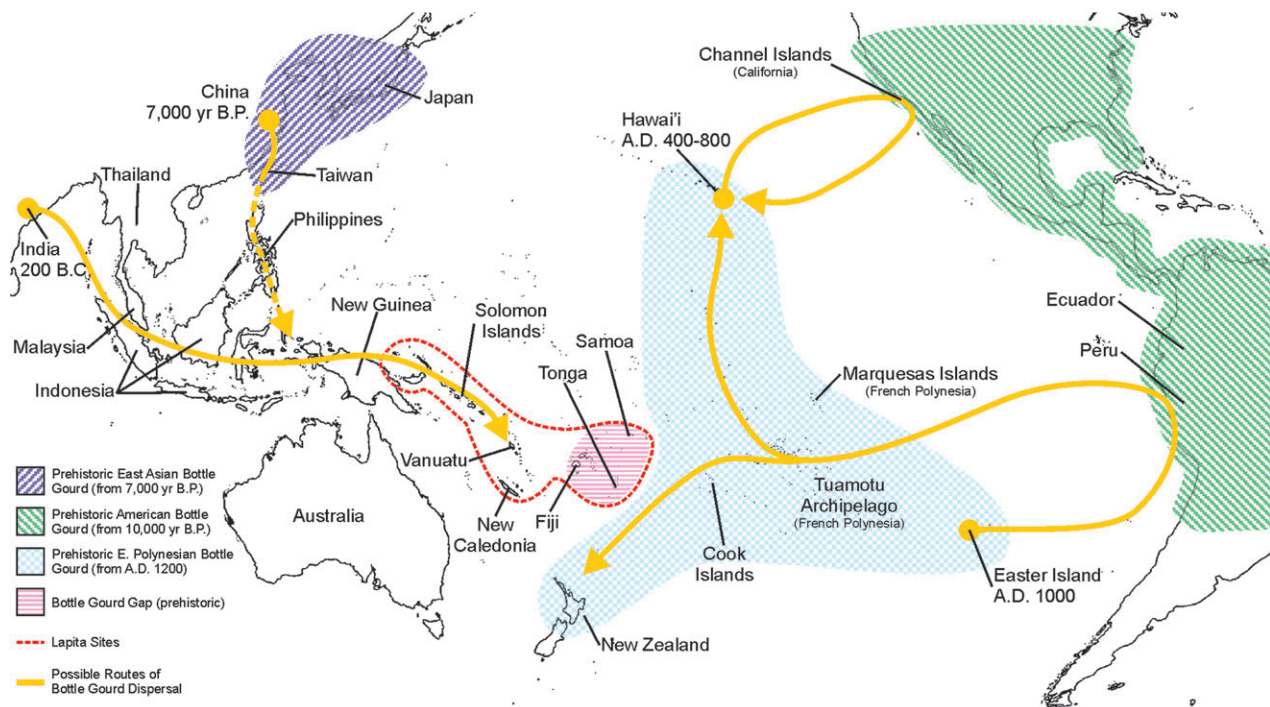 Channel Islands
(California)
China
7,000 yr B.P.
Japan
Hawai'i
A.D. 400-800
Thailand
Taiwan
Philippines
India
200 B.C.
New Guinea
Solomon
Islands
Ecuador
Samoa
Malaysia
Peru
Tonga
Marquesas Islands
(French Polynesia)
Indonesia
Vanuatu
Prehistoric East Asian Bottle
Gourd (from 7,000 yr B.P.)
Prehistoric American Bottle
Gourd (from 10,000 yr B.P.)
Prehistoric E. Polynesian Bottle
Gourd (from A.D. 1200)
Bottle Gourd Gap (prehistoric)
Lapita Sites
Possible Routes of
Bottle Gourd Dispersal
Australia
New
Caledonia
Fiji
Tuamotu
Archipelago
(French Polynesia)
Cook
Islands
Easter Island
A.D. 1000
New Zealand